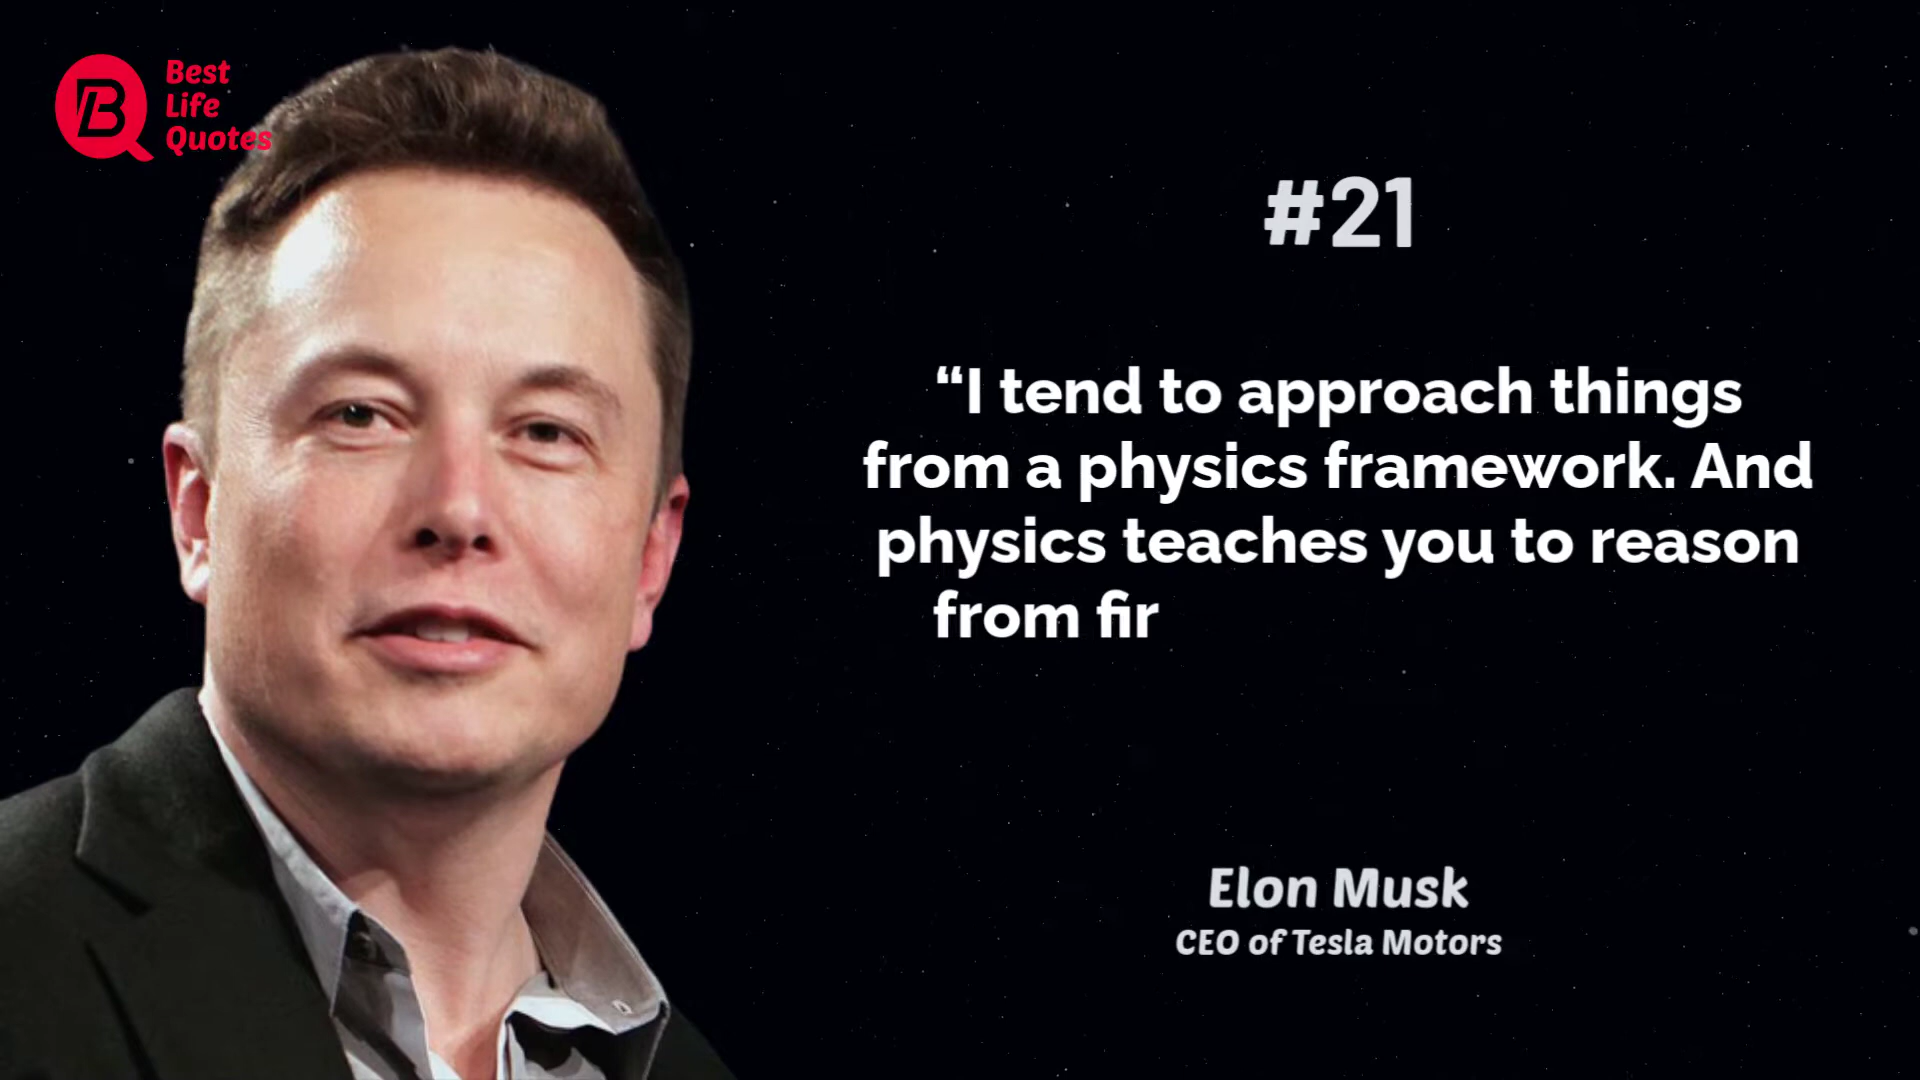 Best
Life
Quotes
#21
“I tend to approach things
from a physics framework. And
physics teaches you to reason
from fir
Elon Musk
CEO of Tesla Motors